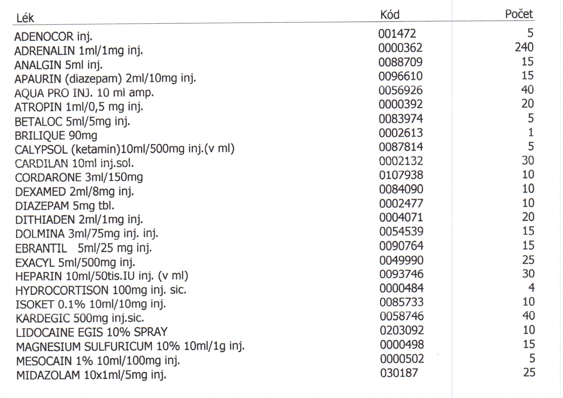 Lék Kód Počet
ADENOCOR inj. 001472 5
ADRENALIN 1ml/1mg inj. 0000362 240
ANALGIN 5ml inj. 0088709 15
APAURIN (diazepam) 2ml/10mg inj. 0096610 15
AQUA PRO INJ. 10 ml amp. 0056926 40
ATROPIN 1ml/0,5 mg inj. 0000392 20
BETALOC 5ml/5mg inj. 0083974 5
BRILIQUE 90mg 0002613 1
CALYPSOL (ketamin)10ml/500mg inj.(v ml) 0087814 5
CARDILAN 10ml inj.sol. 0002132 30
CORDARONE 3ml/150mg 0107938 10
DEXAMED 2ml/8mg inj. 0084090 10
DIAZEPAM 5mg tbl. 0002477 10
DITHIADEN 2ml/1mg inj. 0004071 20
DOLMINA 3ml/75mg inj. inj. 0054539 15
EBRANTIL 5ml/25 mg inj. 0090764 15
EXACYL 5ml/500mg inj. 0049990 25
HEPARIN 10ml/50tis.IU inj. (v ml) 0093746 30
HYDROCORTISON 100mg inj. sic. 0000484 4
ISOKET 0.1% 10ml/10mg inj. 0085733 10
KARDEGIC 500mg inj.sic. 0058746 40
LIDOCAINE EGIS 10% SPRAY 0203092 10
MAGNESIUM SULFURICUM 10% 10ml/1g inj. 0000498 15
MESOCAIN 1% 10ml/100mg inj. 0000502 5
MIDAZOLAM 10x1ml/5mg inj. 030187 25